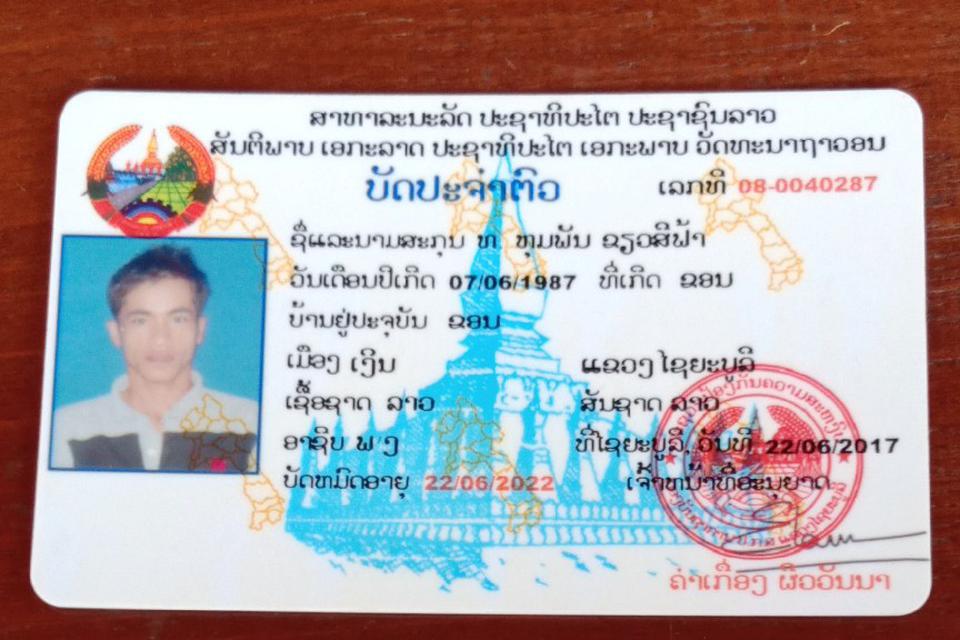 ສາທາລະນະລັດ ປະຊາທິປະໄຕ ປະຊາຊົນລາວ
ສັນຕິພາບ ເອກະລາດ ປະຊາທິປະໄຕ ເອກະພາບ ວັດທະນາຖາວອນ
ບັດປະຈຳຕົວ ເລກທີ 08-0040287
ຊື່ແລະນາມສະກຸນ ທ ທຸມພັນ ຂຽວສີຟ້າ
ວັນເດືອນປີເກີດ 07/06/1987 ທີ່ເກີດ ຂອນ
ບ້ານຢູ່ປະຈຸບັນ ຂອນ
ເມືອງ ເງິນ ແຂວງ ໄຊຍະບູລີ
ເຊື້ອຊາດ ລາວ ສັນຊາດ ລາວ
ອາຊິບ ພ/ງ ທີ່ໄຊຍະບູລີ, ວັນທີ 22/06/2017
ບັດຫມົດອາຍຸ 22/06/2022 ເຈົ້າຫນ້າທີ່ອະນຸຍາດ
ຄຳເກື່ອງ ຜິວວັນນາ